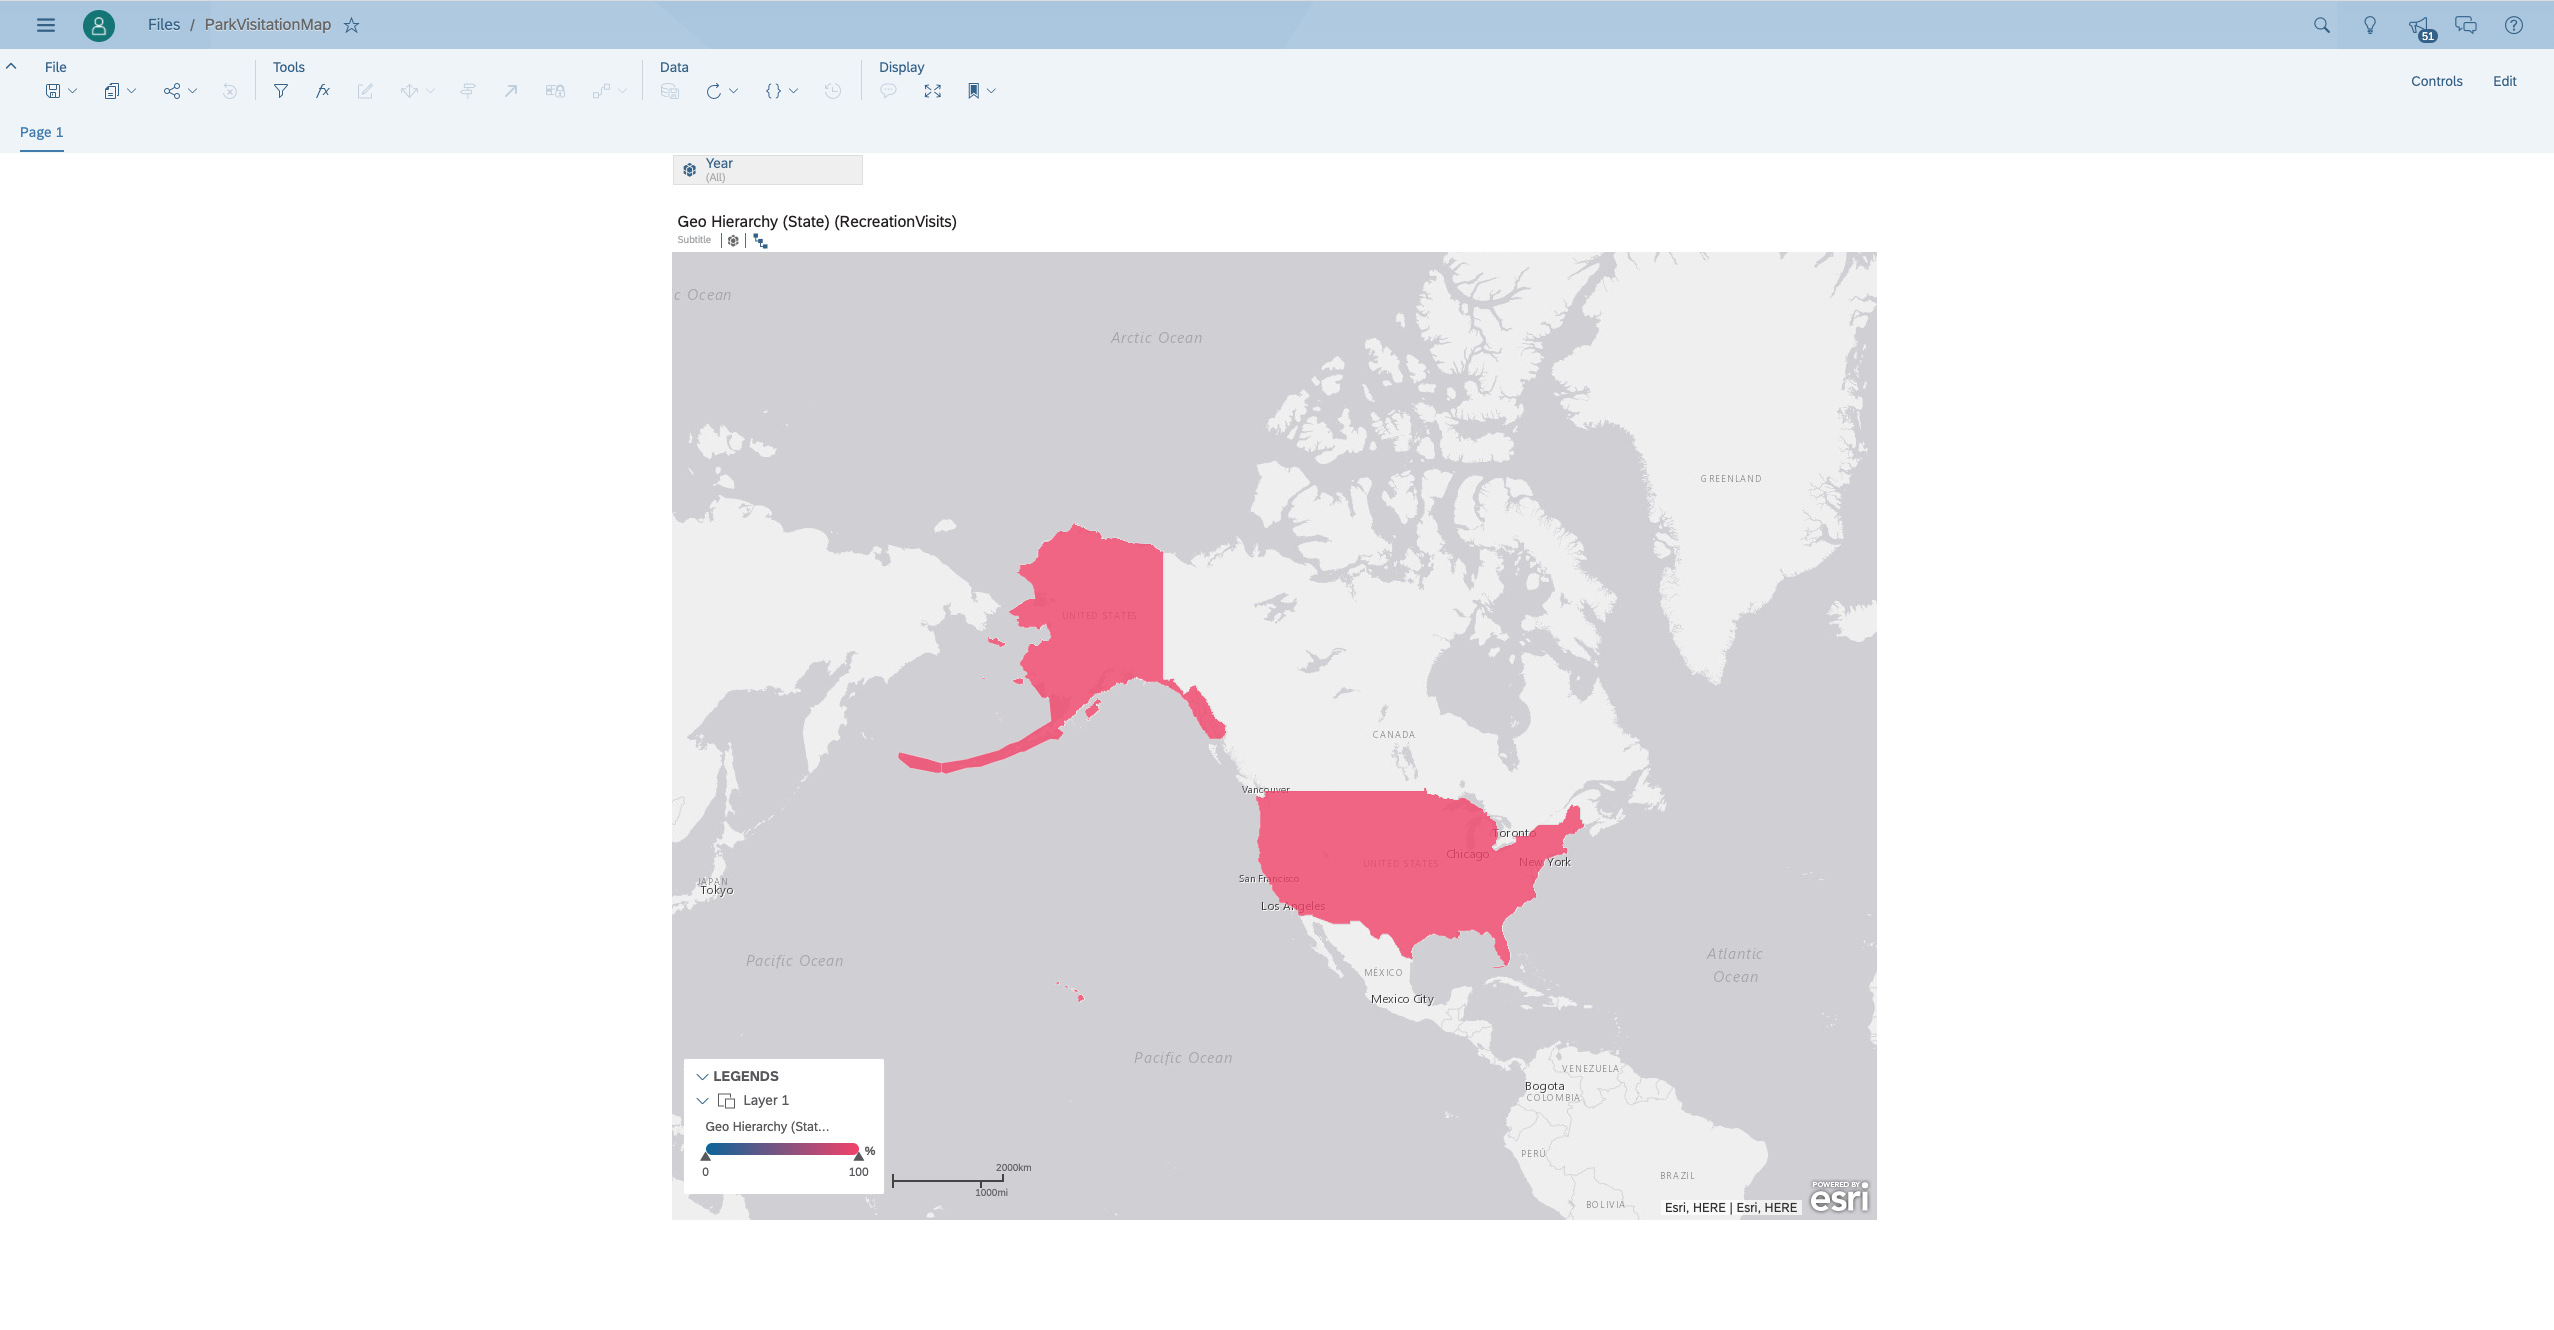 Files / ParkVisitationMap
51
File
Tools
Data
Display
fx
Controls
Edit
Page 1
Year
(All)
Geo Hierarchy (State) (RecreationVisits)
Subtitle
c Ocean
Arctic Ocean
GREENLAND
UNITED STATES
CANADA
Vancouver
Toronto
Chicago
UNITED STATES
New York
San Francisco
JAPAN
Tokyo
Los Angeles
Pacific Ocean
Atlantic
Ocean
MÉXICO
Mexico City
Pacific Ocean
VENEZUELA
Bogota
COLOMBIA
PERÚ
BRAZIL
BOLIVIA
LEGENDS
Layer 1
Geo Hierarchy (Stat...
%
0
100
2000km
1000mi
Esri, HERE | Esri, HERE
POWERED BY
esri